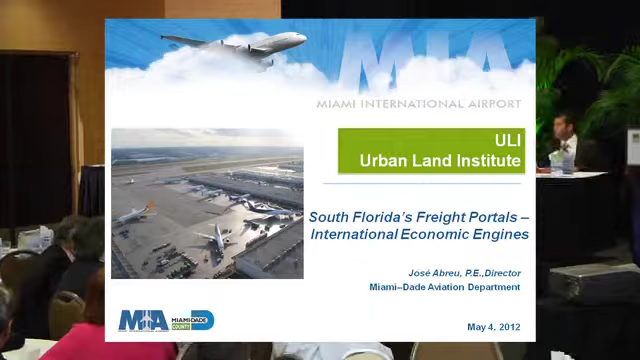 MIA
MIAMI INTERNATIONAL AIRPORT
ULI
Urban Land Institute
South Florida's Freight Portals –
International Economic Engines
José Abreu, P.E.,Director
Miami–Dade Aviation Department
MIA
MIAMI-DADE
COUNTY
May 4, 2012